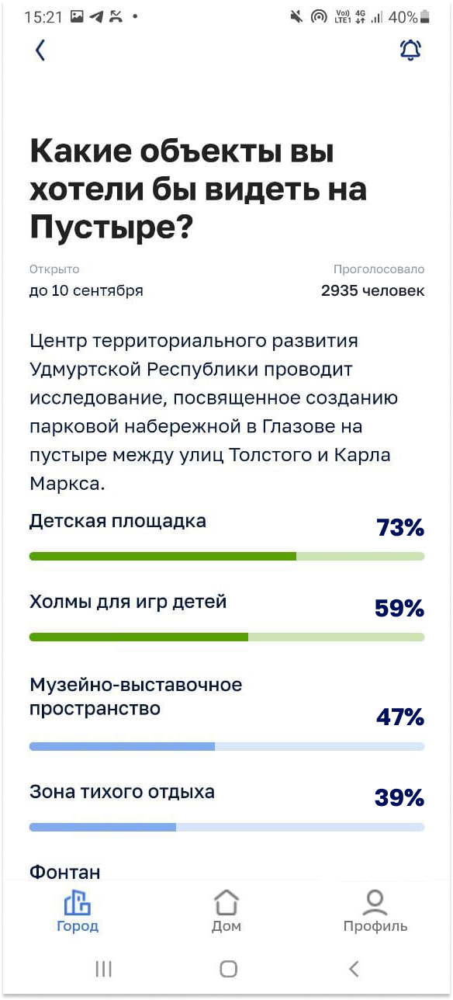 15:21
Vo)) 4G
LTE1
40%
Какие объекты вы
хотели бы видеть на
Пустыре?
Открыто
Проголосовало
до 10 сентября
2935 человек
Центр территориального развития
Удмуртской Республики проводит
исследование, посвященное созданию
парковой набережной в Глазове на
пустыре между улиц Толстого и Карла
Маркса.
Детская площадка
73%
Холмы для игр детей
59%
Музейно-выставочное
пространство
47%
Зона тихого отдыха
39%
Фонтан
Город
Дом
Профиль